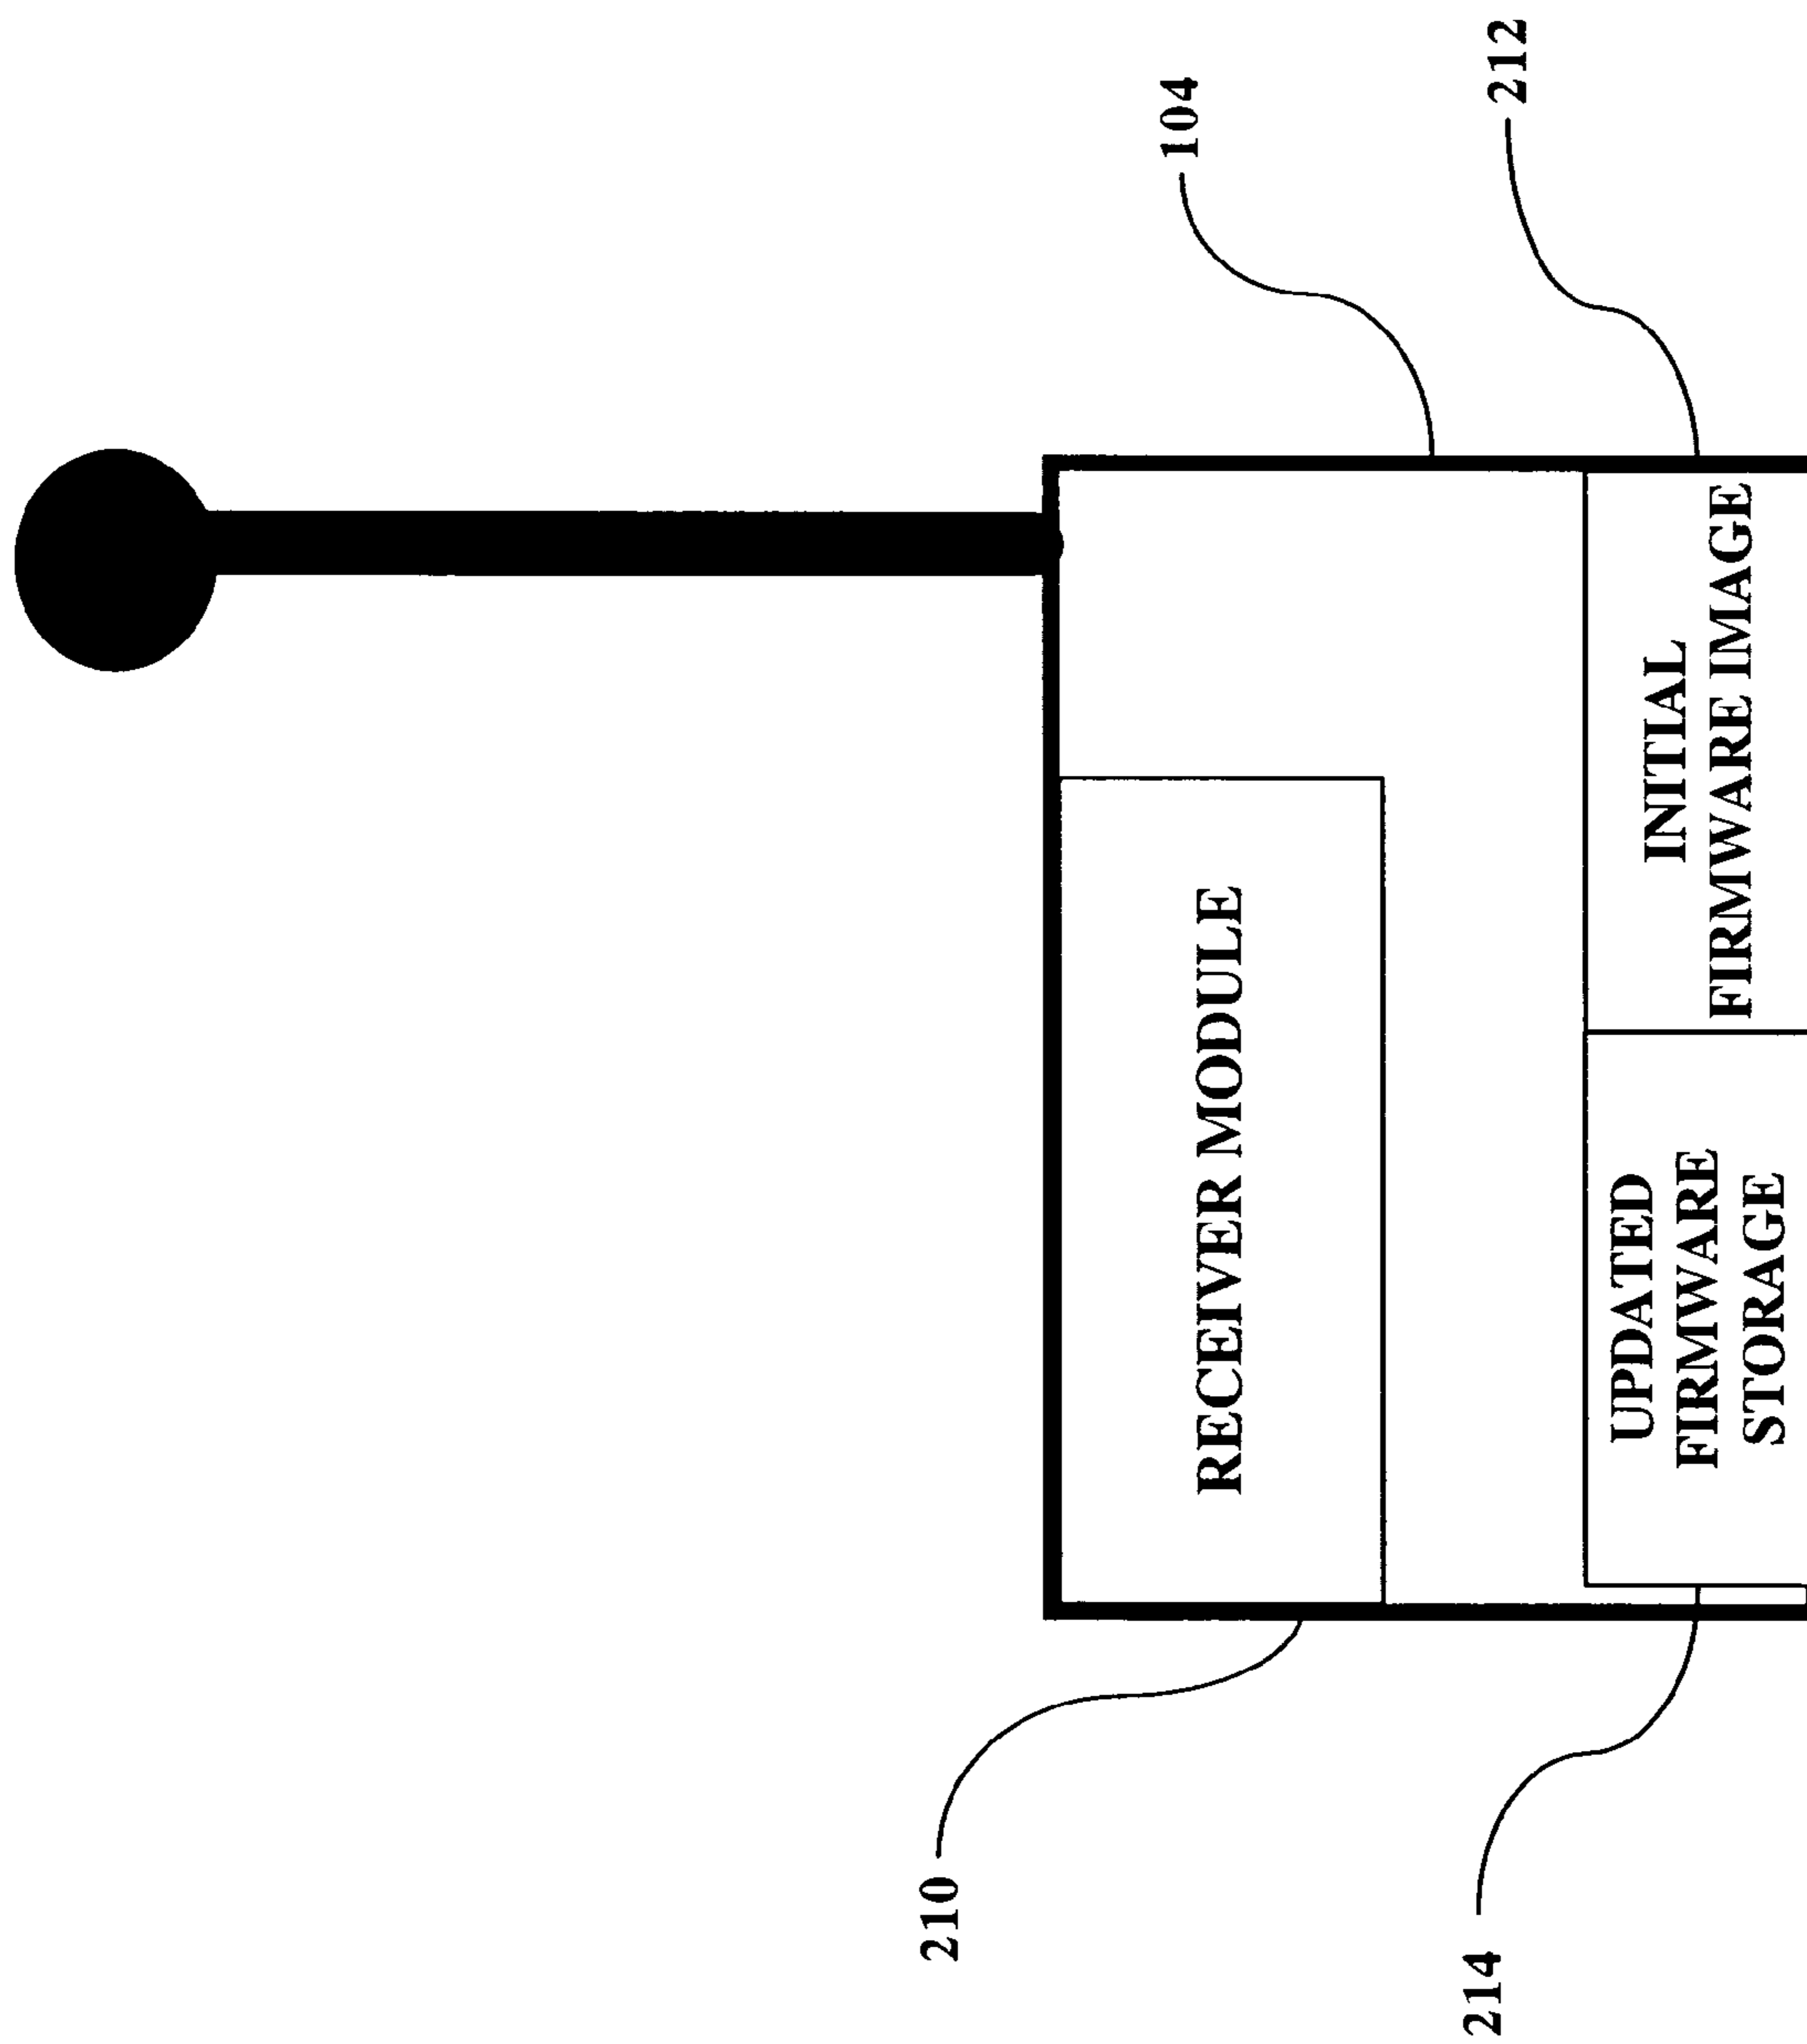 104
212
RECEIVER MODULE
INITIAL
FIRMWARE IMAGE
UPDATED
FIRMWARE
STORAGE
210
214